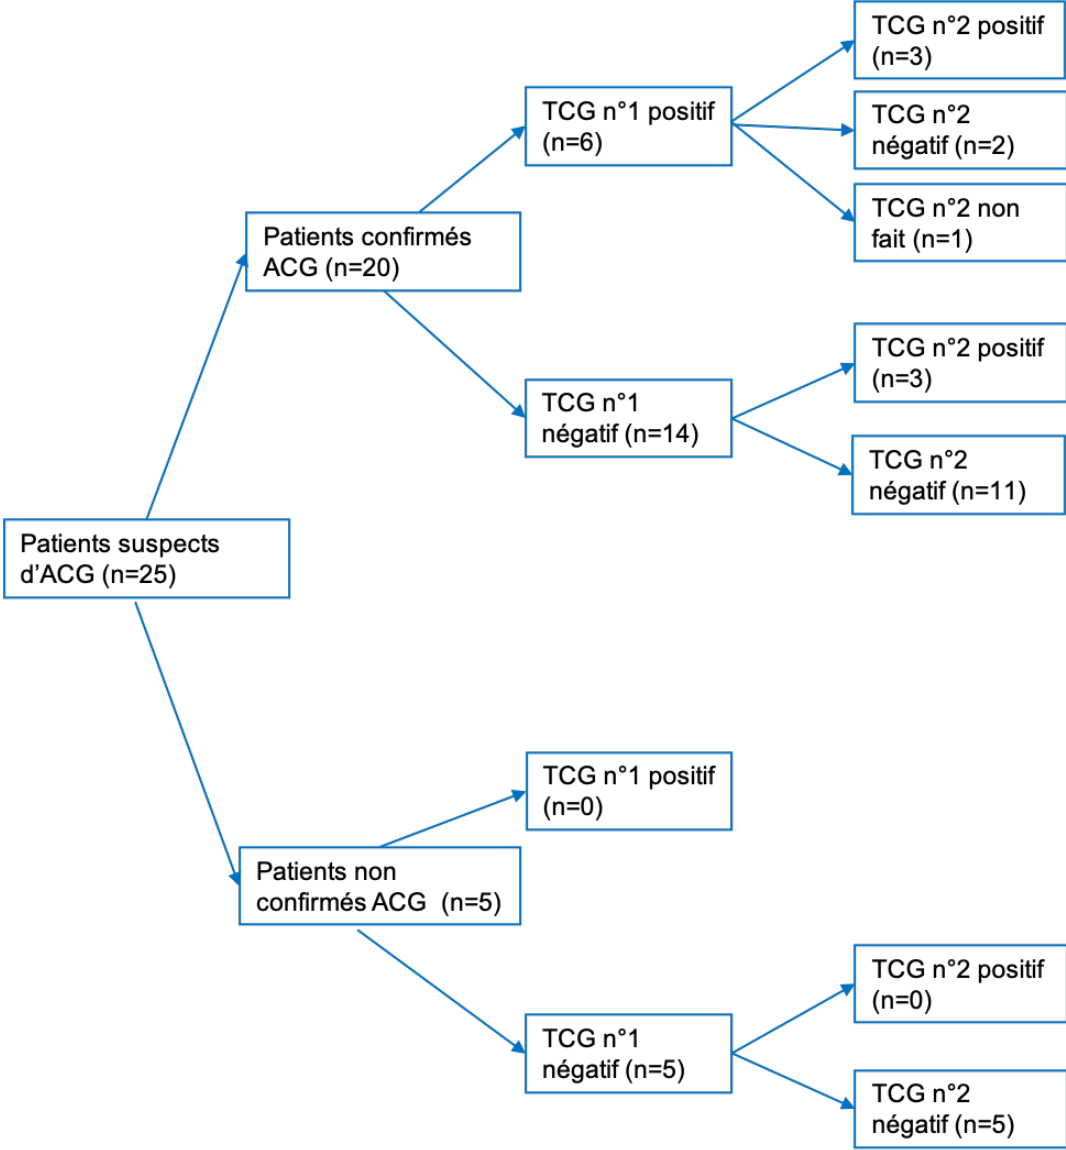 TCG n°2 positif
(n=3)
TCG n°1 positif
(n=6)
TCG n°2
négatif (n=2)
TCG n°2 non
fait (n=1)
Patients confirmés
ACG (n=20)
TCG n°2 positif
(n=3)
TCG n°1
négatif (n=14)
TCG n°2
négatif (n=11)
Patients suspects
d’ACG (n=25)
TCG n°1 positif
(n=0)
Patients non
confirmés ACG  (n=5)
TCG n°2 positif
(n=0)
TCG n°1
négatif (n=5)
TCG n°2
négatif (n=5)